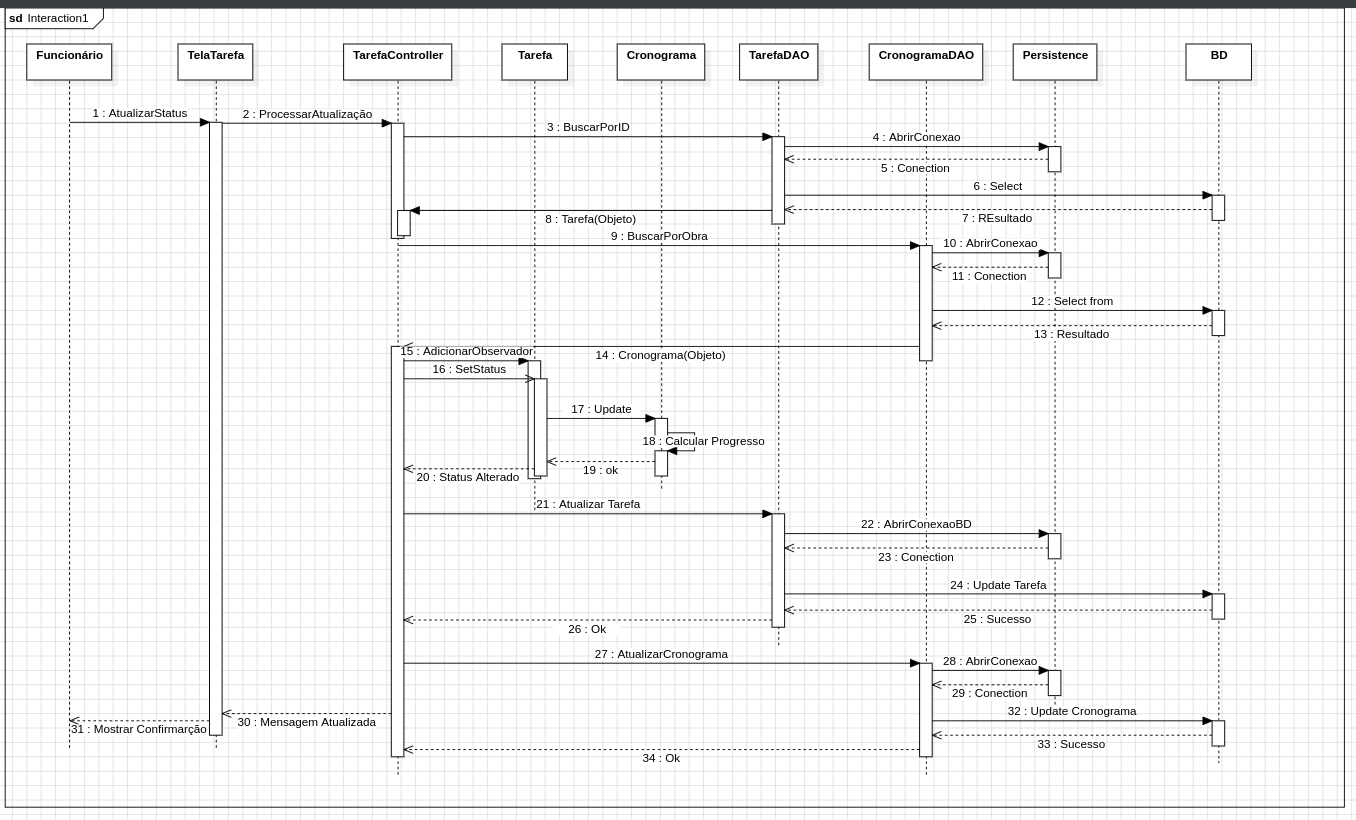 sd Interaction1
Funcionário
TelaTarefa
TarefaController
Tarefa
Cronograma
TarefaDAO
CronogramaDAO
Persistence
BD
1 : AtualizarStatus
2 : ProcessarAtualização
3 : BuscarPorID
4 : AbrirConexao
5 : Conection
6 : Select
7 : REsultado
8 : Tarefa(Objeto)
9 : BuscarPorObra
10 : AbrirConexao
11 : Conection
12 : Select from
13 : Resultado
14 : Cronograma(Objeto)
15 : AdicionarObservador
16 : SetStatus
17 : Update
18 : Calcular Progresso
19 : ok
20 : Status Alterado
21 : Atualizar Tarefa
22 : AbrirConexaoBD
23 : Conection
24 : Update Tarefa
25 : Sucesso
26 : Ok
27 : AtualizarCronograma
28 : AbrirConexao
29 : Conection
30 : Mensagem Atualizada
31 : Mostrar Confirmarção
32 : Update Cronograma
33 : Sucesso
34 : Ok